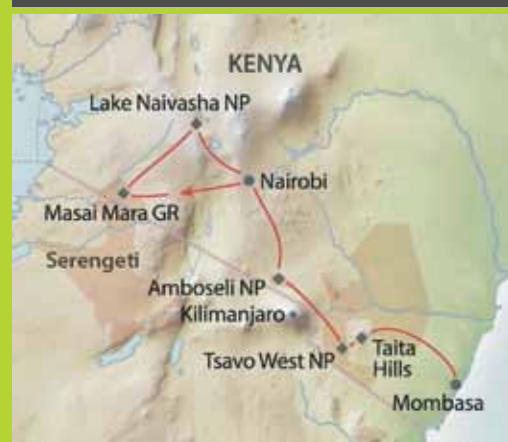 KENYA
Lake Naivasha NP
Nairobi
Masai Mara GR
Serengeti
Amboseli NP
Kilimanjaro
Tsavo West NP
Taita
Hills
Mombasa